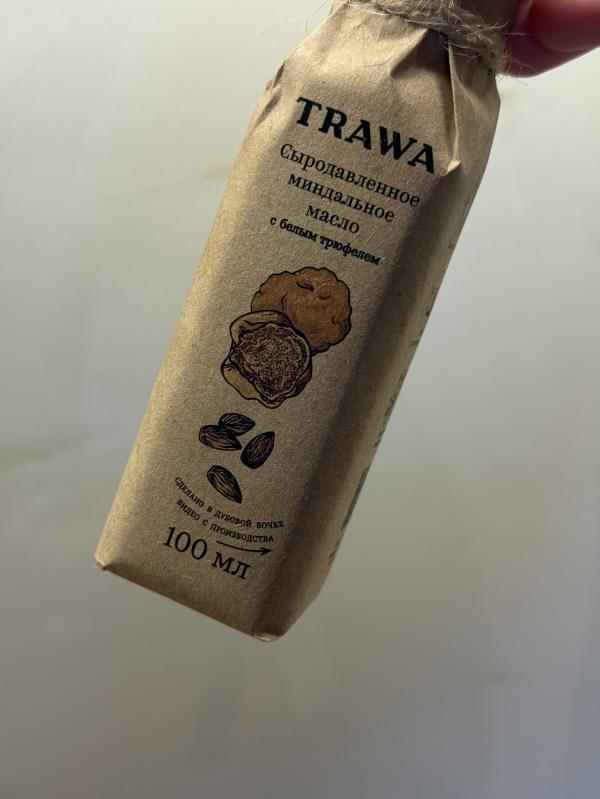 TRAWA
Сыродавленное
миндальное
масло
с белым трюфелем
СДЕЛАНО В ДУБОВОЙ БОЧКЕ
ВИДЕО С ПРОИЗВОДСТВА
100 мл